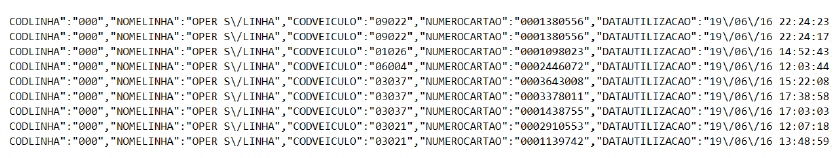 CODLINHA":"000","NOMELINHA":"OPER S\/LINHA","CODVEICULO":"09022","NUMEROCARTAO":"0001380556","DATAUTILIZACAO":"19\/06\/16 22:24:23
CODLINHA":"000","NOMELINHA":"OPER S\/LINHA","CODVEICULO":"09022","NUMEROCARTAO":"0001380556","DATAUTILIZACAO":"19\/06\/16 22:24:17
CODLINHA":"000","NOMELINHA":"OPER S\/LINHA","CODVEICULO":"01026","NUMEROCARTAO":"0001098023","DATAUTILIZACAO":"19\/06\/16 14:52:43
CODLINHA":"000","NOMELINHA":"OPER S\/LINHA","CODVEICULO":"06004","NUMEROCARTAO":"0002446072","DATAUTILIZACAO":"19\/06\/16 12:03:44
CODLINHA":"000","NOMELINHA":"OPER S\/LINHA","CODVEICULO":"03037","NUMEROCARTAO":"0003643008","DATAUTILIZACAO":"19\/06\/16 15:22:08
CODLINHA":"000","NOMELINHA":"OPER S\/LINHA","CODVEICULO":"03037","NUMEROCARTAO":"0003378011","DATAUTILIZACAO":"19\/06\/16 17:38:58
CODLINHA":"000","NOMELINHA":"OPER S\/LINHA","CODVEICULO":"03037","NUMEROCARTAO":"0001438755","DATAUTILIZACAO":"19\/06\/16 17:03:03
CODLINHA":"000","NOMELINHA":"OPER S\/LINHA","CODVEICULO":"03021","NUMEROCARTAO":"0002910553","DATAUTILIZACAO":"19\/06\/16 12:07:18
CODLINHA":"000","NOMELINHA":"OPER S\/LINHA","CODVEICULO":"03021","NUMEROCARTAO":"0001139742","DATAUTILIZACAO":"19\/06\/16 13:48:59